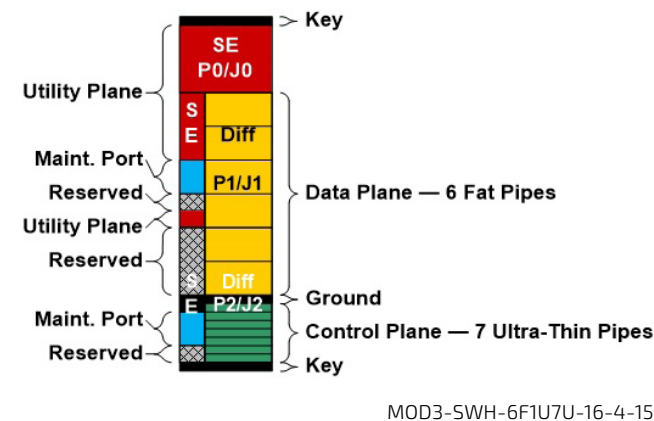 Key
SE
P0/J0
Utility Plane
S
E
Diff
Maint. Port
P1/J1
Reserved
Data Plane — 6 Fat Pipes
Utility Plane
Reserved
S
Diff
E
P2/J2
Ground
Maint. Port
Control Plane — 7 Ultra-Thin Pipes
Reserved
Key
MOD3-SWH-6F1U7U-16-4-15